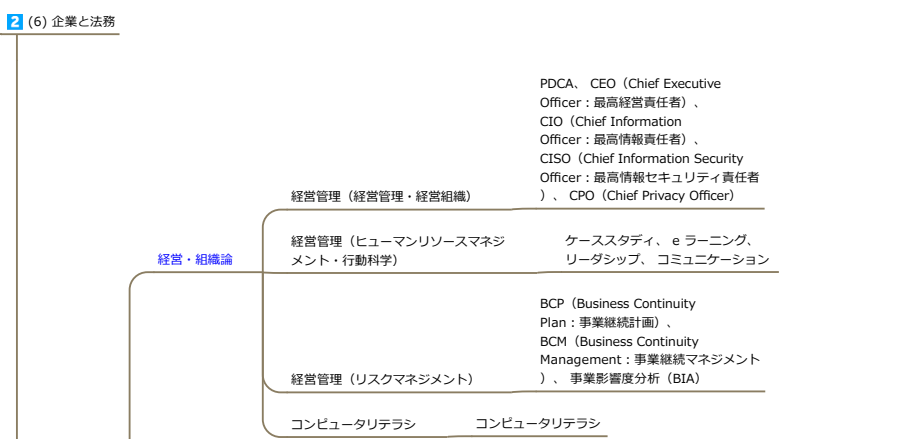 2 (6) 企業と法務
PDCA、 CEO（Chief Executive
Officer：最高経営責任者）、
CIO（Chief Information
Officer：最高情報責任者）、
CISO（Chief Information Security
Officer：最高情報セキュリティ責任者
）、 CPO（Chief Privacy Officer）
経営管理（経営管理・経営組織）
経営管理（ヒューマンリソースマネジ
メント・行動科学）
ケーススタディ、 e ラーニング、
リーダシップ、 コミュニケーション
経営・組織論
BCP（Business Continuity
Plan：事業継続計画）、
BCM（Business Continuity
Management：事業継続マネジメント
）、 事業影響度分析（BIA）
経営管理（リスクマネジメント）
コンピュータリテラシ
コンピュータリテラシ